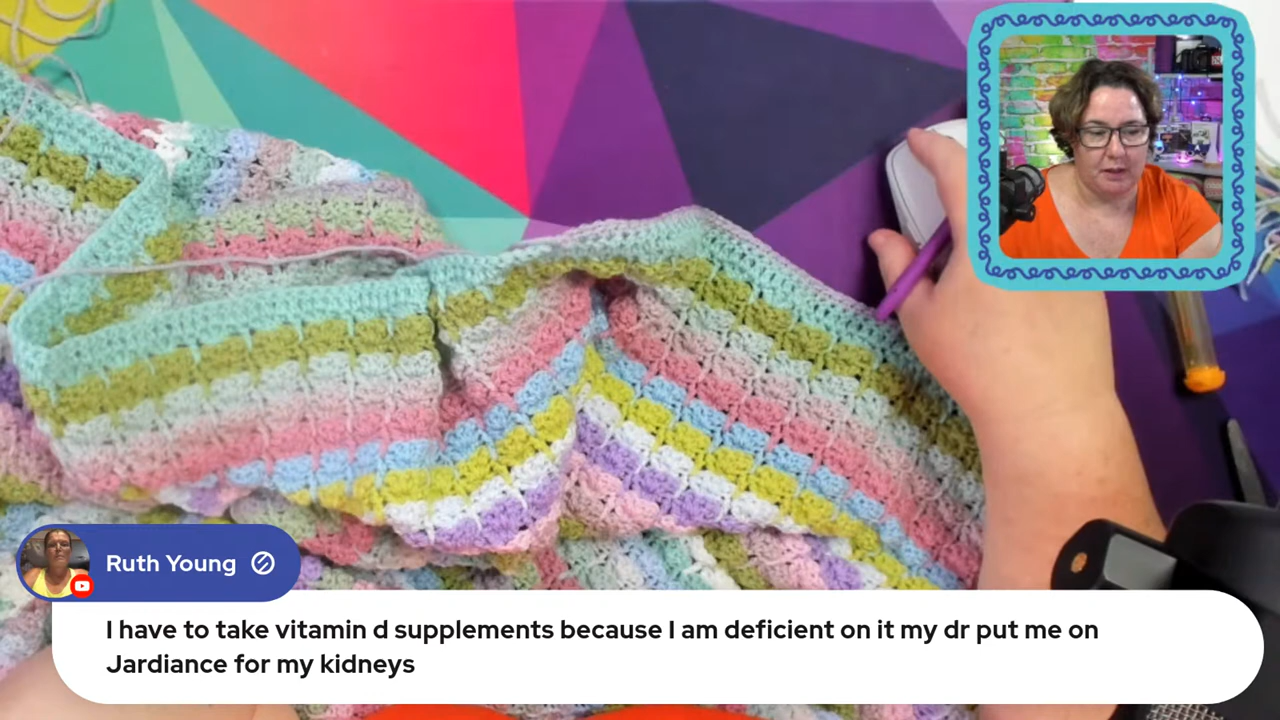 Ruth Young
I have to take vitamin d supplements because I am deficient on it my dr put me on
Jardiance for my kidneys